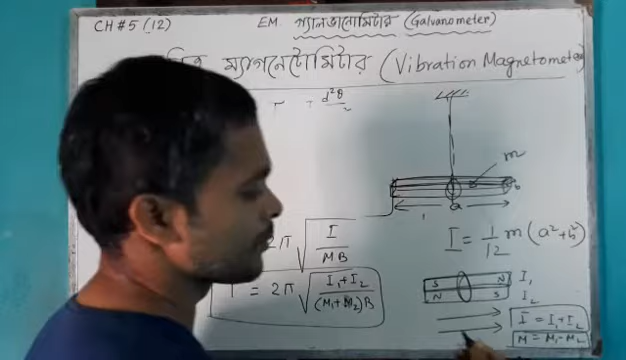 CH#5 (12) EM. গ্যালভানোমিটার (Galvanometer)
ম্যাগনেটোমিটার (Vibration Magnetometer)
d²θ
m
b
a
2π √ I / MB
I = 1/12 m(a²+b²)
= 2π √ I₁+I₂ / (M₁+M₂)B
S N I₁
N S I₂
I = I₁+I₂
M = M₁-M₂